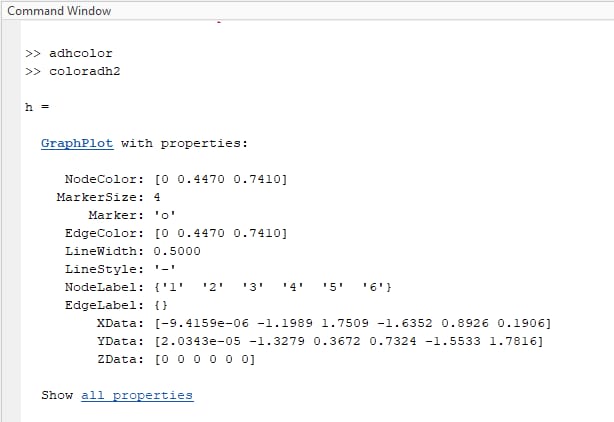 Command Window
>> adhcolor
>> coloradh2
h =
GraphPlot with properties:
NodeColor: [0 0.4470 0.7410]
MarkerSize: 4
Marker: 'o'
EdgeColor: [0 0.4470 0.7410]
LineWidth: 0.5000
LineStyle: '-'
NodeLabel: {'1'  '2'  '3'  '4'  '5'  '6'}
EdgeLabel: {}
XData: [-9.4159e-06 -1.1989 1.7509 -1.6352 0.8926 0.1906]
YData: [2.0343e-05 -1.3279 0.3672 0.7324 -1.5533 1.7816]
ZData: [0 0 0 0 0 0]
Show all properties